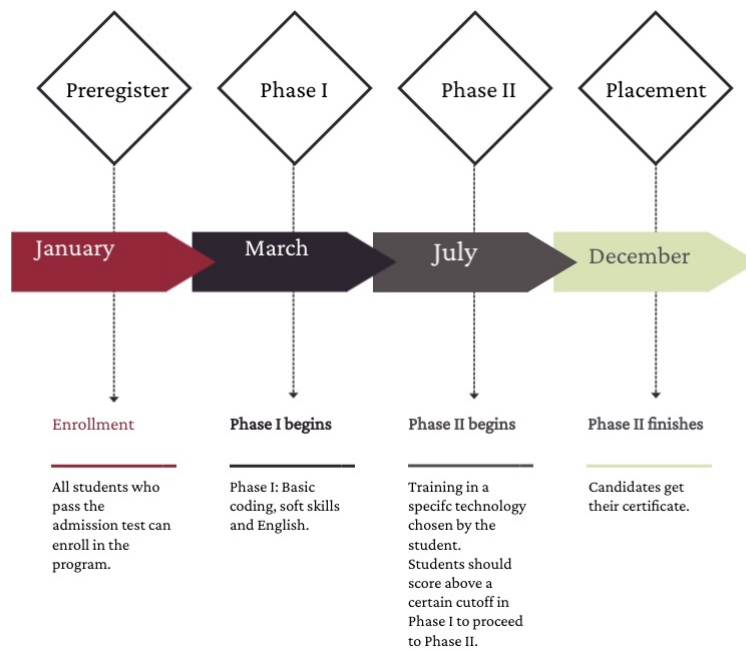 Preregister
Phase I
Phase II
Placement
January
March
July
December
Enrollment
All students who
pass the
admission test can
enroll in the
program.
Phase I begins
Phase I: Basic
coding, soft skills
and English.
Phase II begins
Training in a
specifc technology
chosen by the
student.
Students should
score above a
certain cutoff in
Phase I to proceed
to Phase II.
Phase II finishes
Candidates get
their certificate.